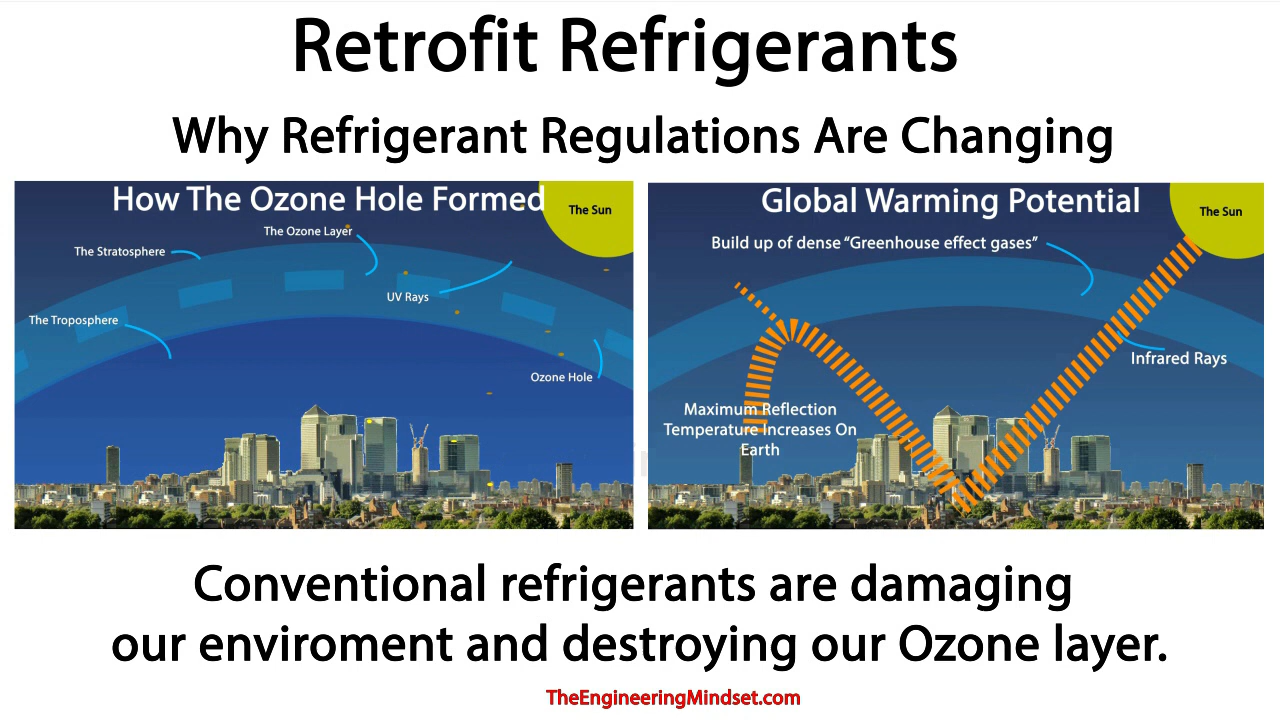 Retrofit Refrigerants
Why Refrigerant Regulations Are Changing
How The Ozone Hole Formed
The Sun
The Ozone Layer
The Stratosphere
UV Rays
The Troposphere
Ozone Hole
Global Warming Potential
The Sun
Build up of dense “Greenhouse effect gases”
Infrared Rays
Maximum Reflection
Temperature Increases On
Earth
Conventional refrigerants are damaging
our enviroment and destroying our Ozone layer.
TheEngineeringMindset.com